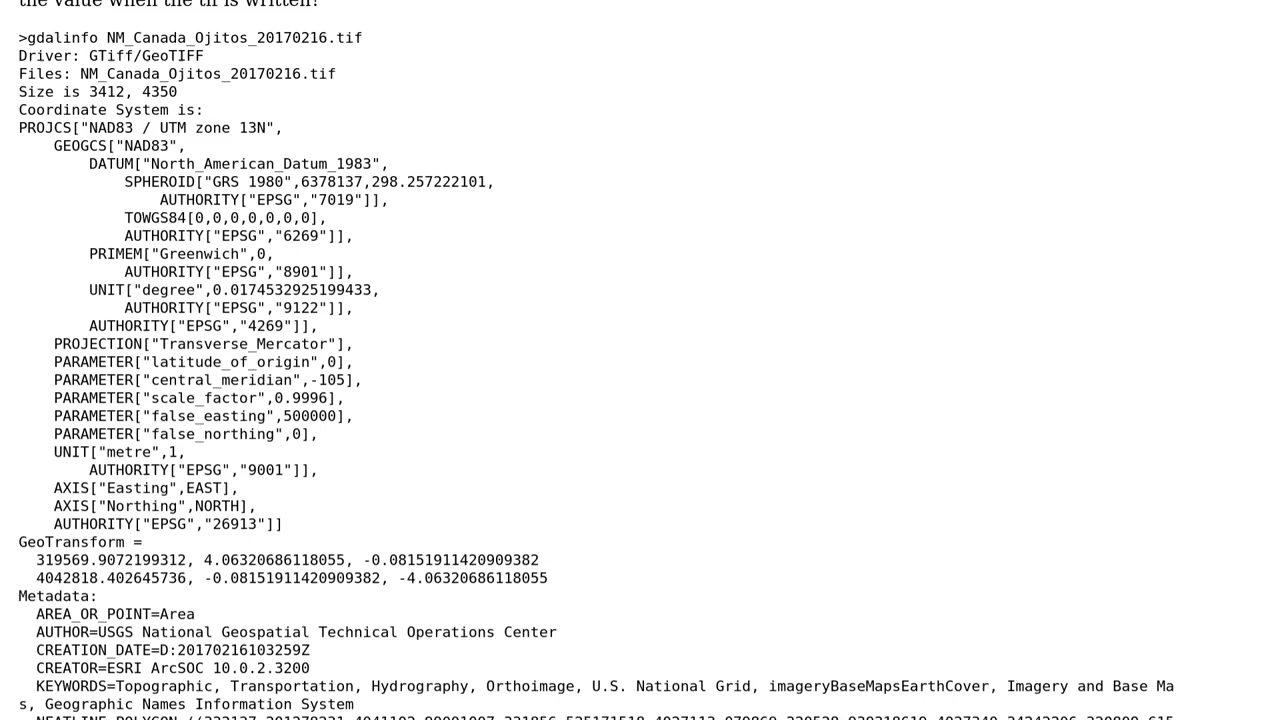 the value when the tif is written?
>gdalinfo NM_Canada_Ojitos_20170216.tif
Driver: GTiff/GeoTIFF
Files: NM_Canada_Ojitos_20170216.tif
Size is 3412, 4350
Coordinate System is:
PROJCS["NAD83 / UTM zone 13N",
    GEOGCS["NAD83",
        DATUM["North_American_Datum_1983",
            SPHEROID["GRS 1980",6378137,298.257222101,
                AUTHORITY["EPSG","7019"]],
            TOWGS84[0,0,0,0,0,0,0],
            AUTHORITY["EPSG","6269"]],
        PRIMEM["Greenwich",0,
            AUTHORITY["EPSG","8901"]],
        UNIT["degree",0.0174532925199433,
            AUTHORITY["EPSG","9122"]],
        AUTHORITY["EPSG","4269"]],
    PROJECTION["Transverse_Mercator"],
    PARAMETER["latitude_of_origin",0],
    PARAMETER["central_meridian",-105],
    PARAMETER["scale_factor",0.9996],
    PARAMETER["false_easting",500000],
    PARAMETER["false_northing",0],
    UNIT["metre",1,
        AUTHORITY["EPSG","9001"]],
    AXIS["Easting",EAST],
    AXIS["Northing",NORTH],
    AUTHORITY["EPSG","26913"]]
GeoTransform =
  319569.9072199312, 4.06320686118055, -0.08151911420909382
  4042818.402645736, -0.08151911420909382, -4.06320686118055
Metadata:
  AREA_OR_POINT=Area
  AUTHOR=USGS National Geospatial Technical Operations Center
  CREATION_DATE=D:20170216103259Z
  CREATOR=ESRI ArcSOC 10.0.2.3200
  KEYWORDS=Topographic, Transportation, Hydrography, Orthoimage, U.S. National Grid, imageryBaseMapsEarthCover, Imagery and Base Ma
s, Geographic Names Information System